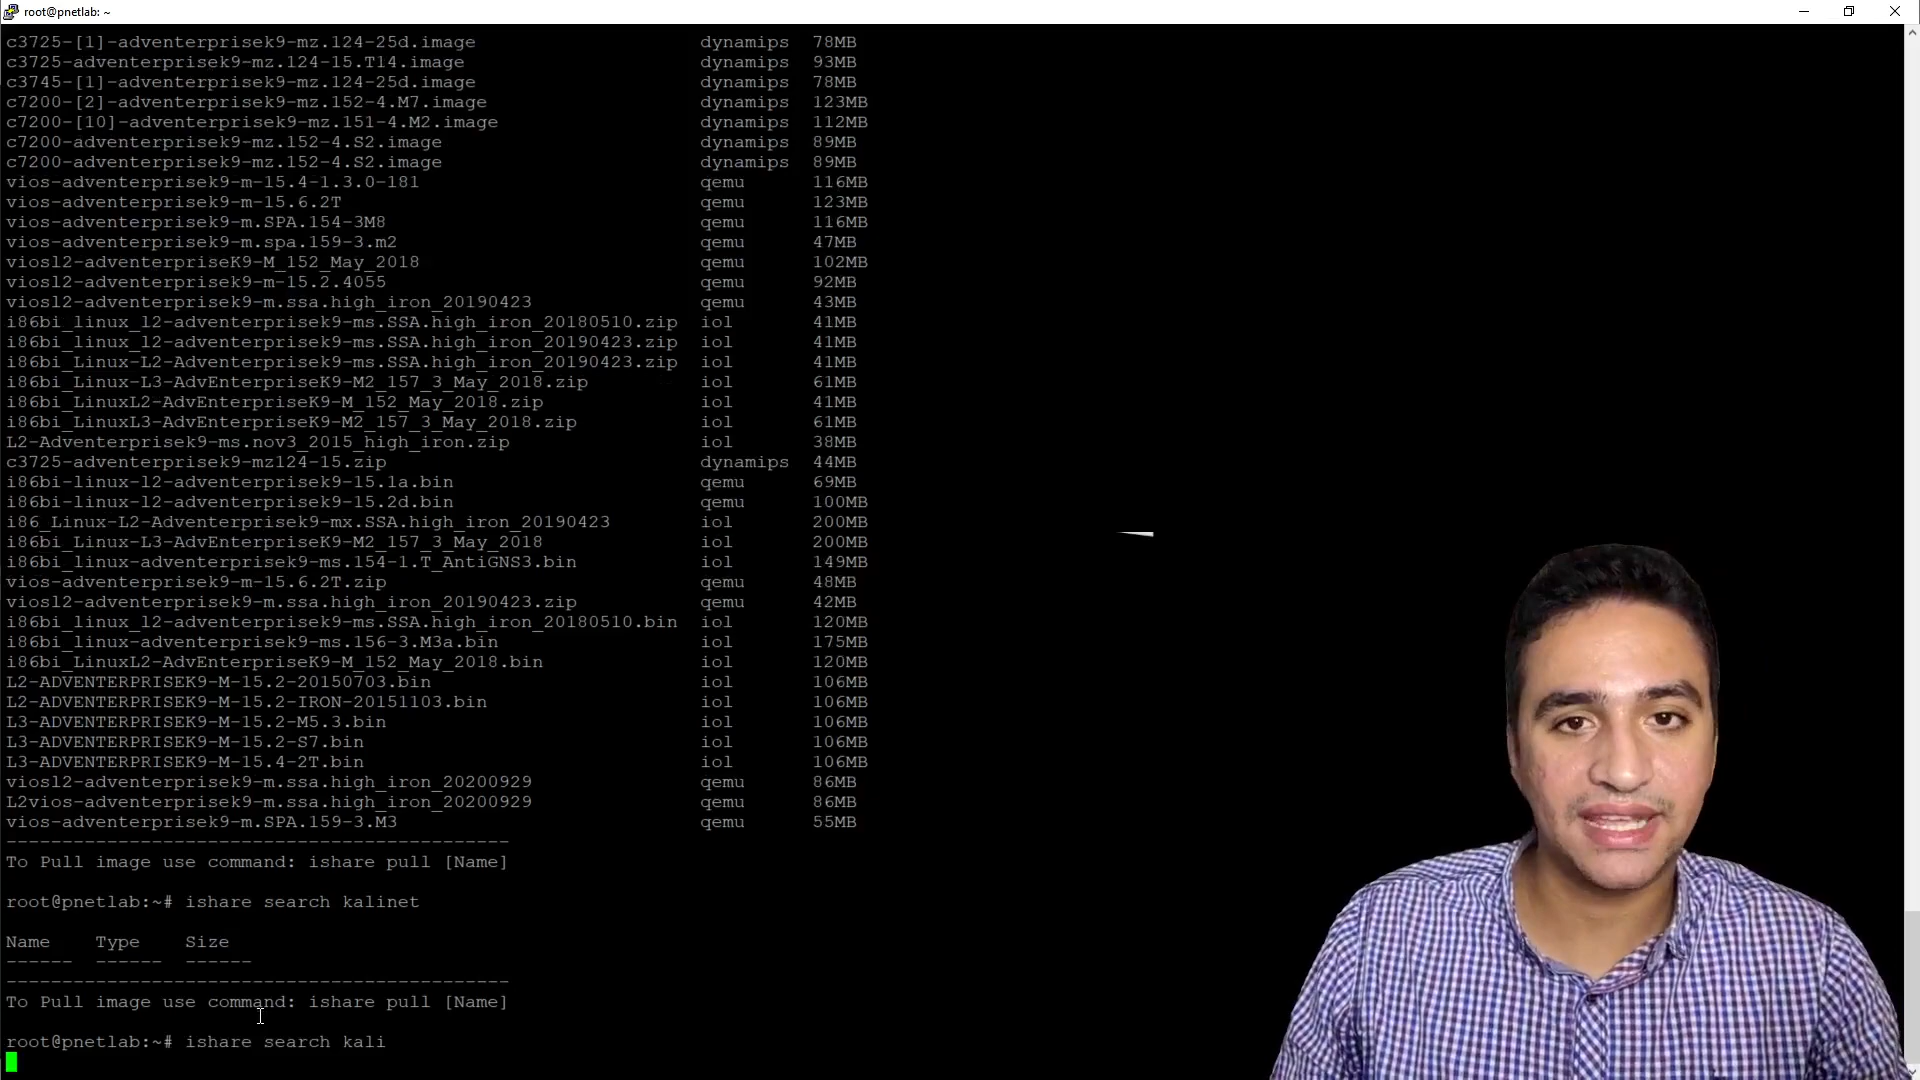 root@pnetlab: ~
c3725-[1]-adventerprisek9-mz.124-25d.image dynamips 78MB
c3725-adventerprisek9-mz.124-15.T14.image dynamips 93MB
c3745-[1]-adventerprisek9-mz.124-25d.image dynamips 78MB
c7200-[2]-adventerprisek9-mz.152-4.M7.image dynamips 123MB
c7200-[10]-adventerprisek9-mz.151-4.M2.image dynamips 112MB
c7200-adventerprisek9-mz.152-4.S2.image dynamips 89MB
c7200-adventerprisek9-mz.152-4.S2.image dynamips 89MB
vios-adventerprisek9-m-15.4-1.3.0-181 qemu 116MB
vios-adventerprisek9-m-15.6.2T qemu 123MB
vios-adventerprisek9-m.SPA.154-3M8 qemu 116MB
vios-adventerprisek9-m.spa.159-3.m2 qemu 47MB
viosl2-adventerpriseK9-M_152_May_2018 qemu 102MB
viosl2-adventerprisek9-m-15.2.4055 qemu 92MB
viosl2-adventerprisek9-m.ssa.high_iron_20190423 qemu 43MB
i86bi_linux_l2-adventerprisek9-ms.SSA.high_iron_20180510.zip iol 41MB
i86bi_linux_l2-adventerprisek9-ms.SSA.high_iron_20190423.zip iol 41MB
i86bi_Linux-L2-AdvEnterprisek9-ms.SSA.high_iron_20190423.zip iol 41MB
i86bi_Linux-L3-AdvEnterpriseK9-M2_157_3_May_2018.zip iol 61MB
i86bi_LinuxL2-AdvEnterpriseK9-M_152_May_2018.zip iol 41MB
i86bi_LinuxL3-AdvEnterpriseK9-M2_157_3_May_2018.zip iol 61MB
L2-Adventerprisek9-ms.nov3_2015_high_iron.zip iol 38MB
c3725-adventerprisek9-mz124-15.zip dynamips 44MB
i86bi-linux-l2-adventerprisek9-15.1a.bin qemu 69MB
i86bi-linux-l2-adventerprisek9-15.2d.bin qemu 100MB
i86_Linux-L2-Adventerprisek9-mx.SSA.high_iron_20190423 iol 200MB
i86bi_Linux-L3-AdvEnterpriseK9-M2_157_3_May_2018 iol 200MB
i86bi_linux-adventerprisek9-ms.154-1.T_AntiGNS3.bin iol 149MB
vios-adventerprisek9-m-15.6.2T.zip qemu 48MB
viosl2-adventerprisek9-m.ssa.high_iron_20190423.zip qemu 42MB
i86bi_linux_l2-adventerprisek9-ms.SSA.high_iron_20180510.bin iol 120MB
i86bi_linux-adventerprisek9-ms.156-3.M3a.bin iol 175MB
i86bi_LinuxL2-AdvEnterpriseK9-M_152_May_2018.bin iol 120MB
L2-ADVENTERPRISEK9-M-15.2-20150703.bin iol 106MB
L2-ADVENTERPRISEK9-M-15.2-IRON-20151103.bin iol 106MB
L3-ADVENTERPRISEK9-M-15.2-M5.3.bin iol 106MB
L3-ADVENTERPRISEK9-M-15.2-S7.bin iol 106MB
L3-ADVENTERPRISEK9-M-15.4-2T.bin iol 106MB
viosl2-adventerprisek9-m.ssa.high_iron_20200929 qemu 86MB
L2vios-adventerprisek9-m.ssa.high_iron_20200929 qemu 86MB
vios-adventerprisek9-m.SPA.159-3.M3 qemu 55MB
---------------------------------------------
To Pull image use command: ishare pull [Name]
root@pnetlab:~# ishare search kalinet
Name Type Size
------ ------ ------
---------------------------------------------
To Pull image use command: ishare pull [Name]
root@pnetlab:~# ishare search kali